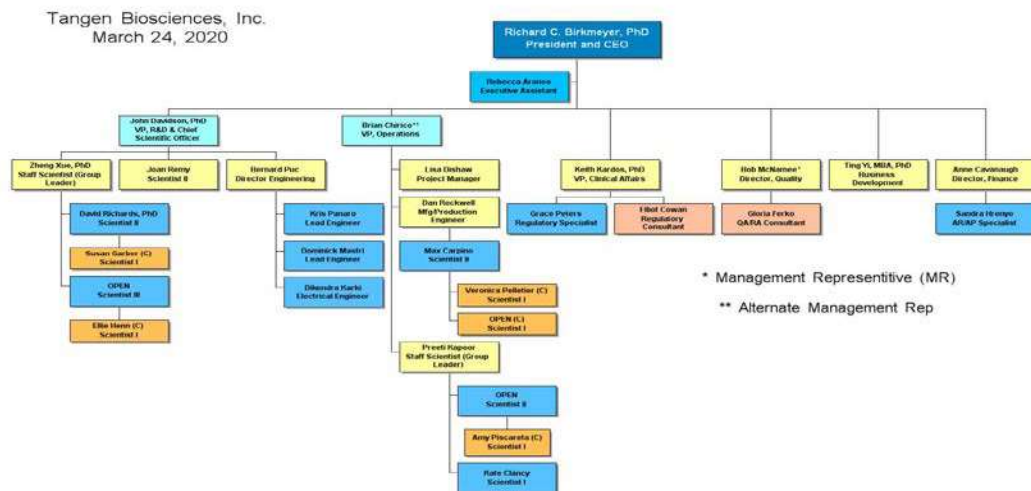 Tangen Biosciences, Inc.
March 24, 2020
Richard C. Birkmeyer, PhD
President and CEO
Rebecca
Executive Assistant
John Davidson, PhD
VP, R&D & Chief
Scientific Officer
Brian Chirico**
VP, Operations
Zheng Xue, PhD
Staff Scientist (Group
Leader)
Joan Remy
Scientist II
Bernard Puc
Director Engineering
Lisa Dishaw
Project Manager
Keith Kardos, PhD
VP, Clinical Affairs
Rob McNamee*
Director, Quality
Ting Yi, MBA, PhD
Business
Development
Anne Cavanaugh
Director, Finance
David Richards, PhD
Scientist II
Kris Panaro
Lead Engineer
Dan Rockwell
Mfg/Production
Engineer
Grace Peters
Regulatory Specialist
Elliot Cowan
Regulatory
Consultant
Gloria Ferko
QA/RA Consultant
Sandra
AR/AP Specialist
Susan Garber (C)
Scientist I
Dominick Mastri
Lead Engineer
Max Carpino
Scientist II
OPEN
Scientist III
Dikendra Karki
Electrical Engineer
Veronica Pelletier (C)
Scientist I
Ellie Henn (C)
Scientist I
OPEN (C)
Scientist I
Preeti Kapoor
Staff Scientist (Group
Leader)
OPEN
Scientist II
Amy Piscareta (C)
Scientist I
Kate Clancy
Scientist I
* Management Representitive (MR)
** Alternate Management Rep